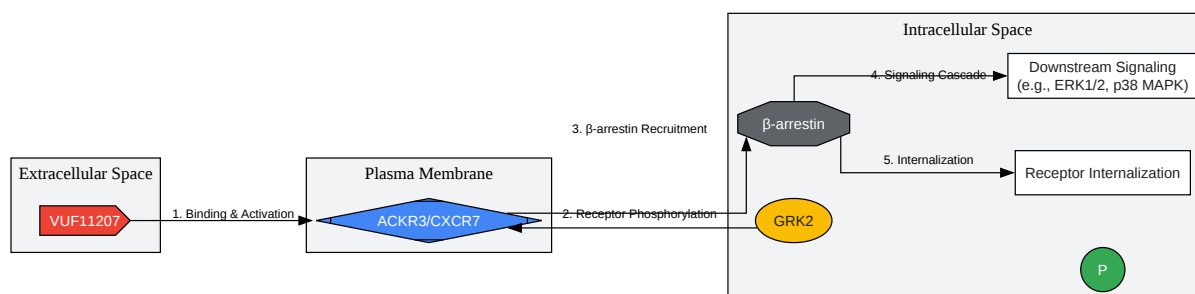 Intracellular Space
Downstream Signaling
(e.g., ERK1/2, p38 MAPK)
4. Signaling Cascade
β-arrestin
3. β-arrestin Recruitment
5. Internalization
Receptor Internalization
Extracellular Space
Plasma Membrane
VUF11207
1. Binding & Activation
ACKR3/CXCR7
2. Receptor Phosphorylation
GRK2
P